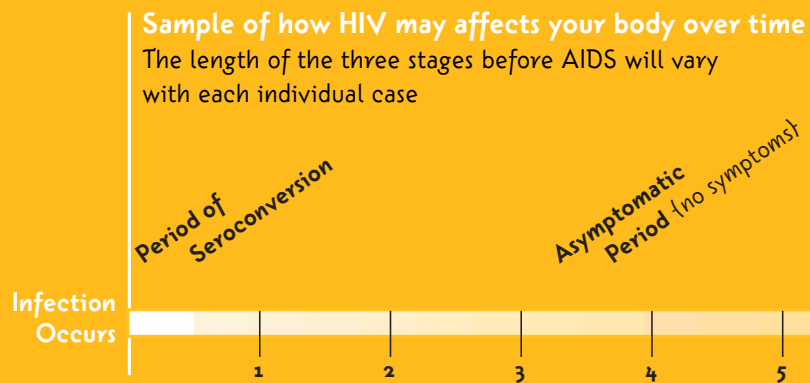 Sample of how HIV may affects your body over time
The length of the three stages before AIDS will vary
with each individual case
Period of
Seroconversion
Asymptomatic
Period {no symptoms}
Infection
Occurs
1 2 3 4 5